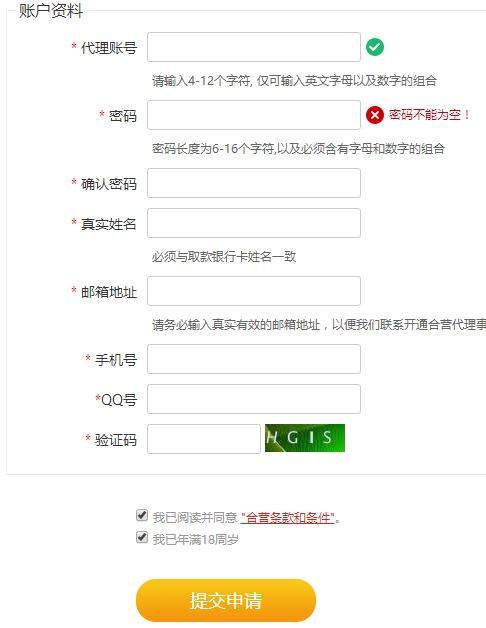 账户资料
* 代理账号
请输入4-12个字符, 仅可输入英文字母以及数字的组合
* 密码 密码不能为空！
密码长度为6-16个字符,以及必须含有字母和数字的组合
* 确认密码
* 真实姓名
必须与取款银行卡姓名一致
* 邮箱地址
请务必输入真实有效的邮箱地址，以便我们联系开通合营代理事
* 手机号
*QQ号
* 验证码 HGIS
我已阅读并同意 "合营条款和条件"。
我已年满18周岁
提交申请